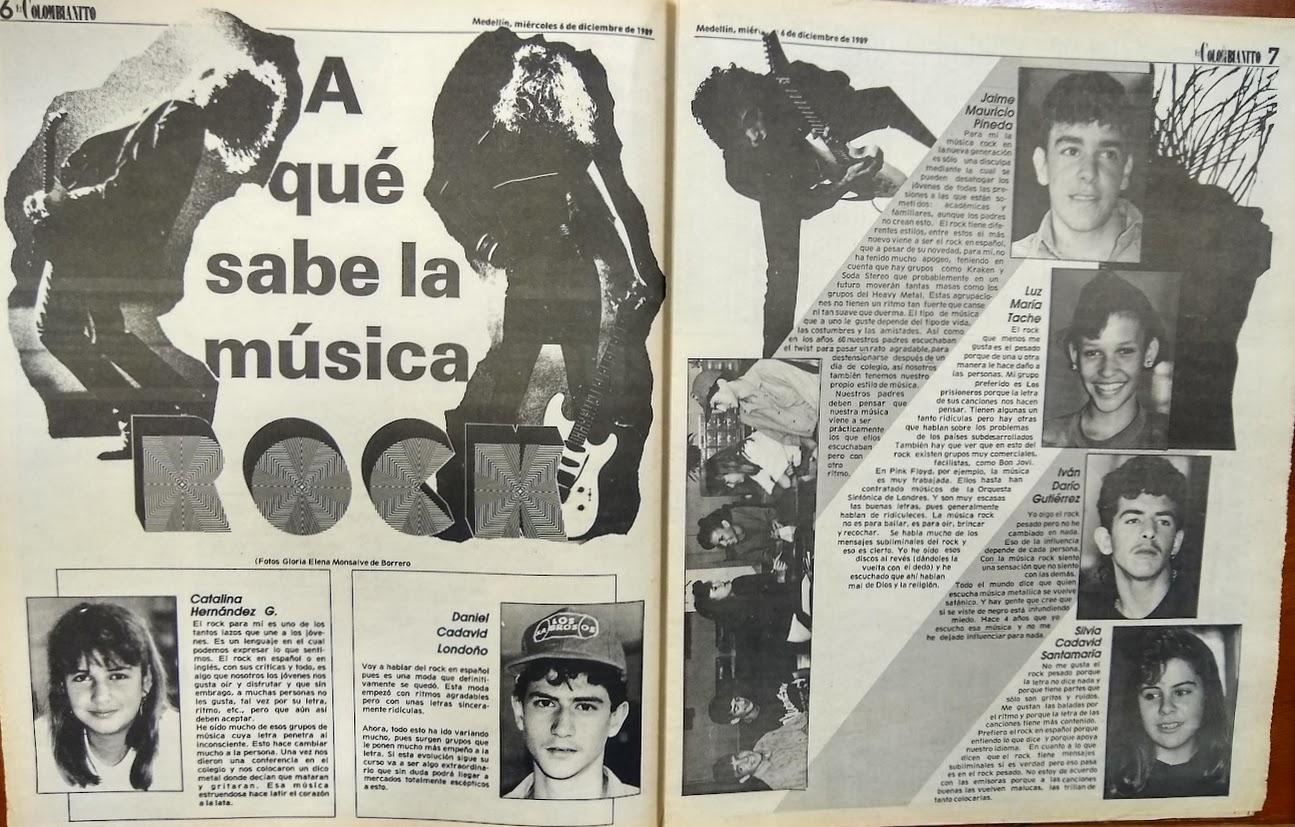 6 EL COLOMBIANITO
Medellín, miércoles 6 de diciembre de 1989
A
qué
sabe la
música
ROCK
(Fotos Gloria Elena Monsalve de Borrero
Catalina
Hernández G.
El rock para mí es uno de los
tantos lazos que une a los jóve-
nes. Es un lenguaje en el cual
podemos expresar lo que senti-
mos. El rock en español o en
inglés, con sus críticas y todo, es
algo que nosotros los jóvenes nos
gusta oír y disfrutar y que sin
embrago, a muchas personas no
les gusta, tal vez por su letra,
ritmo, etc., pero que aún así
deben aceptar.
He oído mucho de esos grupos de
música cuya letra penetra al
inconsciente. Esto hace cambiar
mucho a la persona. Una vez nos
dieron una conferencia en el
colegio y nos colocaron un dico
metal donde decían que mataran
y gritaran. Esa música
estruendosa hace latir el corazón
a la lata.
Daniel
Cadavid
Londoño
Voy a hablar del rock en español
pues es una moda que definiti-
vamente se quedó. Esta moda
empezó con ritmos agradables
pero con unas letras sincera-
mente ridículas.
Ahora, todo esto ha ido variando
mucho, pues surgen grupos que
le ponen mucho más empeño a la
letra. Si esta evolución sigue su
curso va a ser algo extraordina-
rio que sin duda podrá llegar a
mercados totalmente escépticos
a esto.
LOS
Medellín, 6 de diciembre de 1989
EL COLOMBIANITO 7
Jaime
Mauricio
Pineda
Para mí la
música rock en
la nueva generación
es sólo una disculpa
mediante la cual se
pueden desahogar los
jóvenes de todas las pre-
siones a las que están so-
metidos: académicas y
familiares, aunque los padres
no crean esto. El rock tiene dife-
rentes estilos, entre estos el más
nuevo viene a ser el rock en español,
que a pesar de su novedad, para mí, no
ha tenido mucho apogeo, teniendo en
cuenta que hay grupos como Kraken y
Soda Stereo que probablemente en un
futuro moverán tantas masas como los
grupos del Heavy Metal. Estas agrupacio-
nes no tienen un ritmo tan fuerte que canse
ni tan suave que duerma. El tipo de música
que a uno le guste depende del tipo de vida,
las costumbres y las amistades. Así como
en los años 60 nuestros padres escuchaban
el twist para pasar un rato agradable, para
destensionarse después de un
día de colegio, así nosotros
también tenemos nuestro
propio estilo de música.
Nuestros padres
deben pensar que
nuestra música
viene a ser
prácticamente
los que ellos
escuchaban
pero con
otro
ritmo.
Luz
María
Tache
El rock
que menos me
gusta es el pesado
porque de una u otra
manera le hace daño a
las personas. Mi grupo
preferido es Los
prisioneros porque la letra
de sus canciones nos hacen
pensar. Tienen algunas un
tanto ridículas pero hay otras
que hablan sobre los problemas
de los países subdesarrollados
También hay que ver que en esto del
rock existen grupos muy comerciales,
facilistas, como Bon Jovi.
En Pink Floyd, por ejemplo, la música
es muy trabajada. Ellos hasta han
contratado músicos de la Orquesta
Sinfónica de Londres. Y son muy escasas
las buenas letras, pues generalmente
hablan de ridiculeces. La música rock
no es para bailar, es para oír, brincar
y recochar. Se habla mucho de los
mensajes subliminales del rock y
eso es cierto. Yo he oído esos
discos al revés (dándoles la
vuelta con el dedo) y he
escuchado que ahí hablan
mal de Dios y la religión.
Iván
Darío
Gutiérrez
Yo oigo el rock
pesado pero no he
cambiado en nada.
Eso de la influencia
depende de cada persona.
Con la música rock siento
una sensación que no siento
con las demás.
Todo el mundo dice que quien
escucha música metallica se vuelve
satánico. Y hay gente que cree que
si se viste de negro está infundiendo
miedo. Hace 4 años que yo
escucho esa música y no me
he dejado influenciar para nada.
Silvia
Cadavid
Santamaría
No me gusta el
rock pesado porque
la letra no dice nada y
porque tiene partes que
sólo son gritos y ruidos.
Me gustan las baladas por
el ritmo y porque la letra de las
canciones tiene más contenido.
Prefiero el rock en español porque
entiendo lo que dice y porque apoya
nuestro idioma. En cuanto a lo que
dicen que el rock tiene mensajes
subliminales sí es verdad pero eso pasa
es en el rock pesado. No estoy de acuerdo
con las emisoras porque a las canciones
buenas las vuelven malucas, las trillan de
tanto colocarlas.